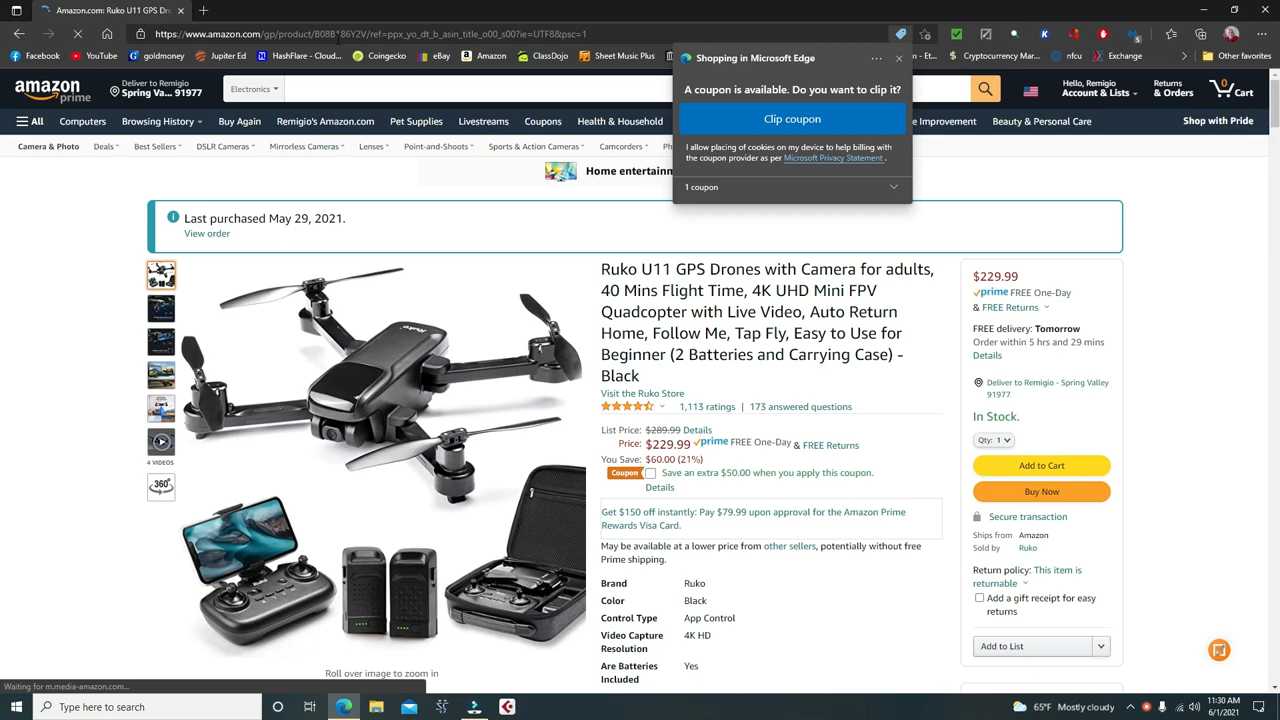 Amazon.com: Ruko U11 GPS Dro
https://www.amazon.com/gp/product/B08B186Y2V/ref=ppx_yo_dt_b_asin_title_o00_s00?ie=UTF8&psc=1
Facebook YouTube goldmoney Jupiter Ed HashFlare - Cloud... Coingecko eBay Amazon ClickASnap Sheet Music Plus
nfcu Express - EX... Other favorites
Shopping in Microsoft Edge
A coupon is available. Do you want to clip it?
Clip coupon
I allow placing of cookies on my device to help billing with
the coupon provider as per Microsoft Privacy Statement .
1 coupon
amazon prime
Deliver to Remigio
Spring Va... 91977
Electronics
Hello, Remigio
Account & Lists
Returns
& Orders
0
Cart
All Computers Browsing History Buy Again Remigio's Amazon.com Pet Supplies Livestreams Coupons Health & Household
Improvement Beauty & Personal Care Shop with Pride
Camera & Photo Deals Best Sellers DSLR Cameras Mirrorless Cameras Lenses Point-and-Shoots Sports & Action Cameras Camcorders
Home entertainm
Last purchased May 29, 2021.
View order
4 VIDEOS
360°
Ruko
Roll over image to zoom in
Ruko U11 GPS Drones with Camera for adults,
40 Mins Flight Time, 4K UHD Mini FPV
Quadcopter with Live Video, Auto Return
Home, Follow Me, Tap Fly, Easy to Use for
Beginner (2 Batteries and Carrying Case) -
Black
Visit the Ruko Store
1,113 ratings | 173 answered questions
List Price: $289.99 Details
Price: $229.99 prime FREE One-Day & FREE Returns
You Save: $60.00 (21%)
Coupon Save an extra $50.00 when you apply this coupon.
Details
Get $150 off instantly: Pay $79.99 upon approval for the Amazon Prime
Rewards Visa Card.
May be available at a lower price from other sellers, potentially without free
Prime shipping.
Brand Ruko
Color Black
Control Type App Control
Video Capture 4K HD
Resolution
Are Batteries Yes
Included
$229.99
prime FREE One-Day
& FREE Returns
FREE delivery: Tomorrow
Order within 5 hrs and 29 mins
Details
Deliver to Remigio - Spring Valley
91977
In Stock.
Qty: 1
Add to Cart
Buy Now
Secure transaction
Ships from Amazon
Sold by Ruko
Return policy: This item is
returnable
Add a gift receipt for easy
returns
Add to List
Waiting for m.media-amazon.com...
Type here to search
65°F Mostly cloudy
11:30 AM
6/1/2021